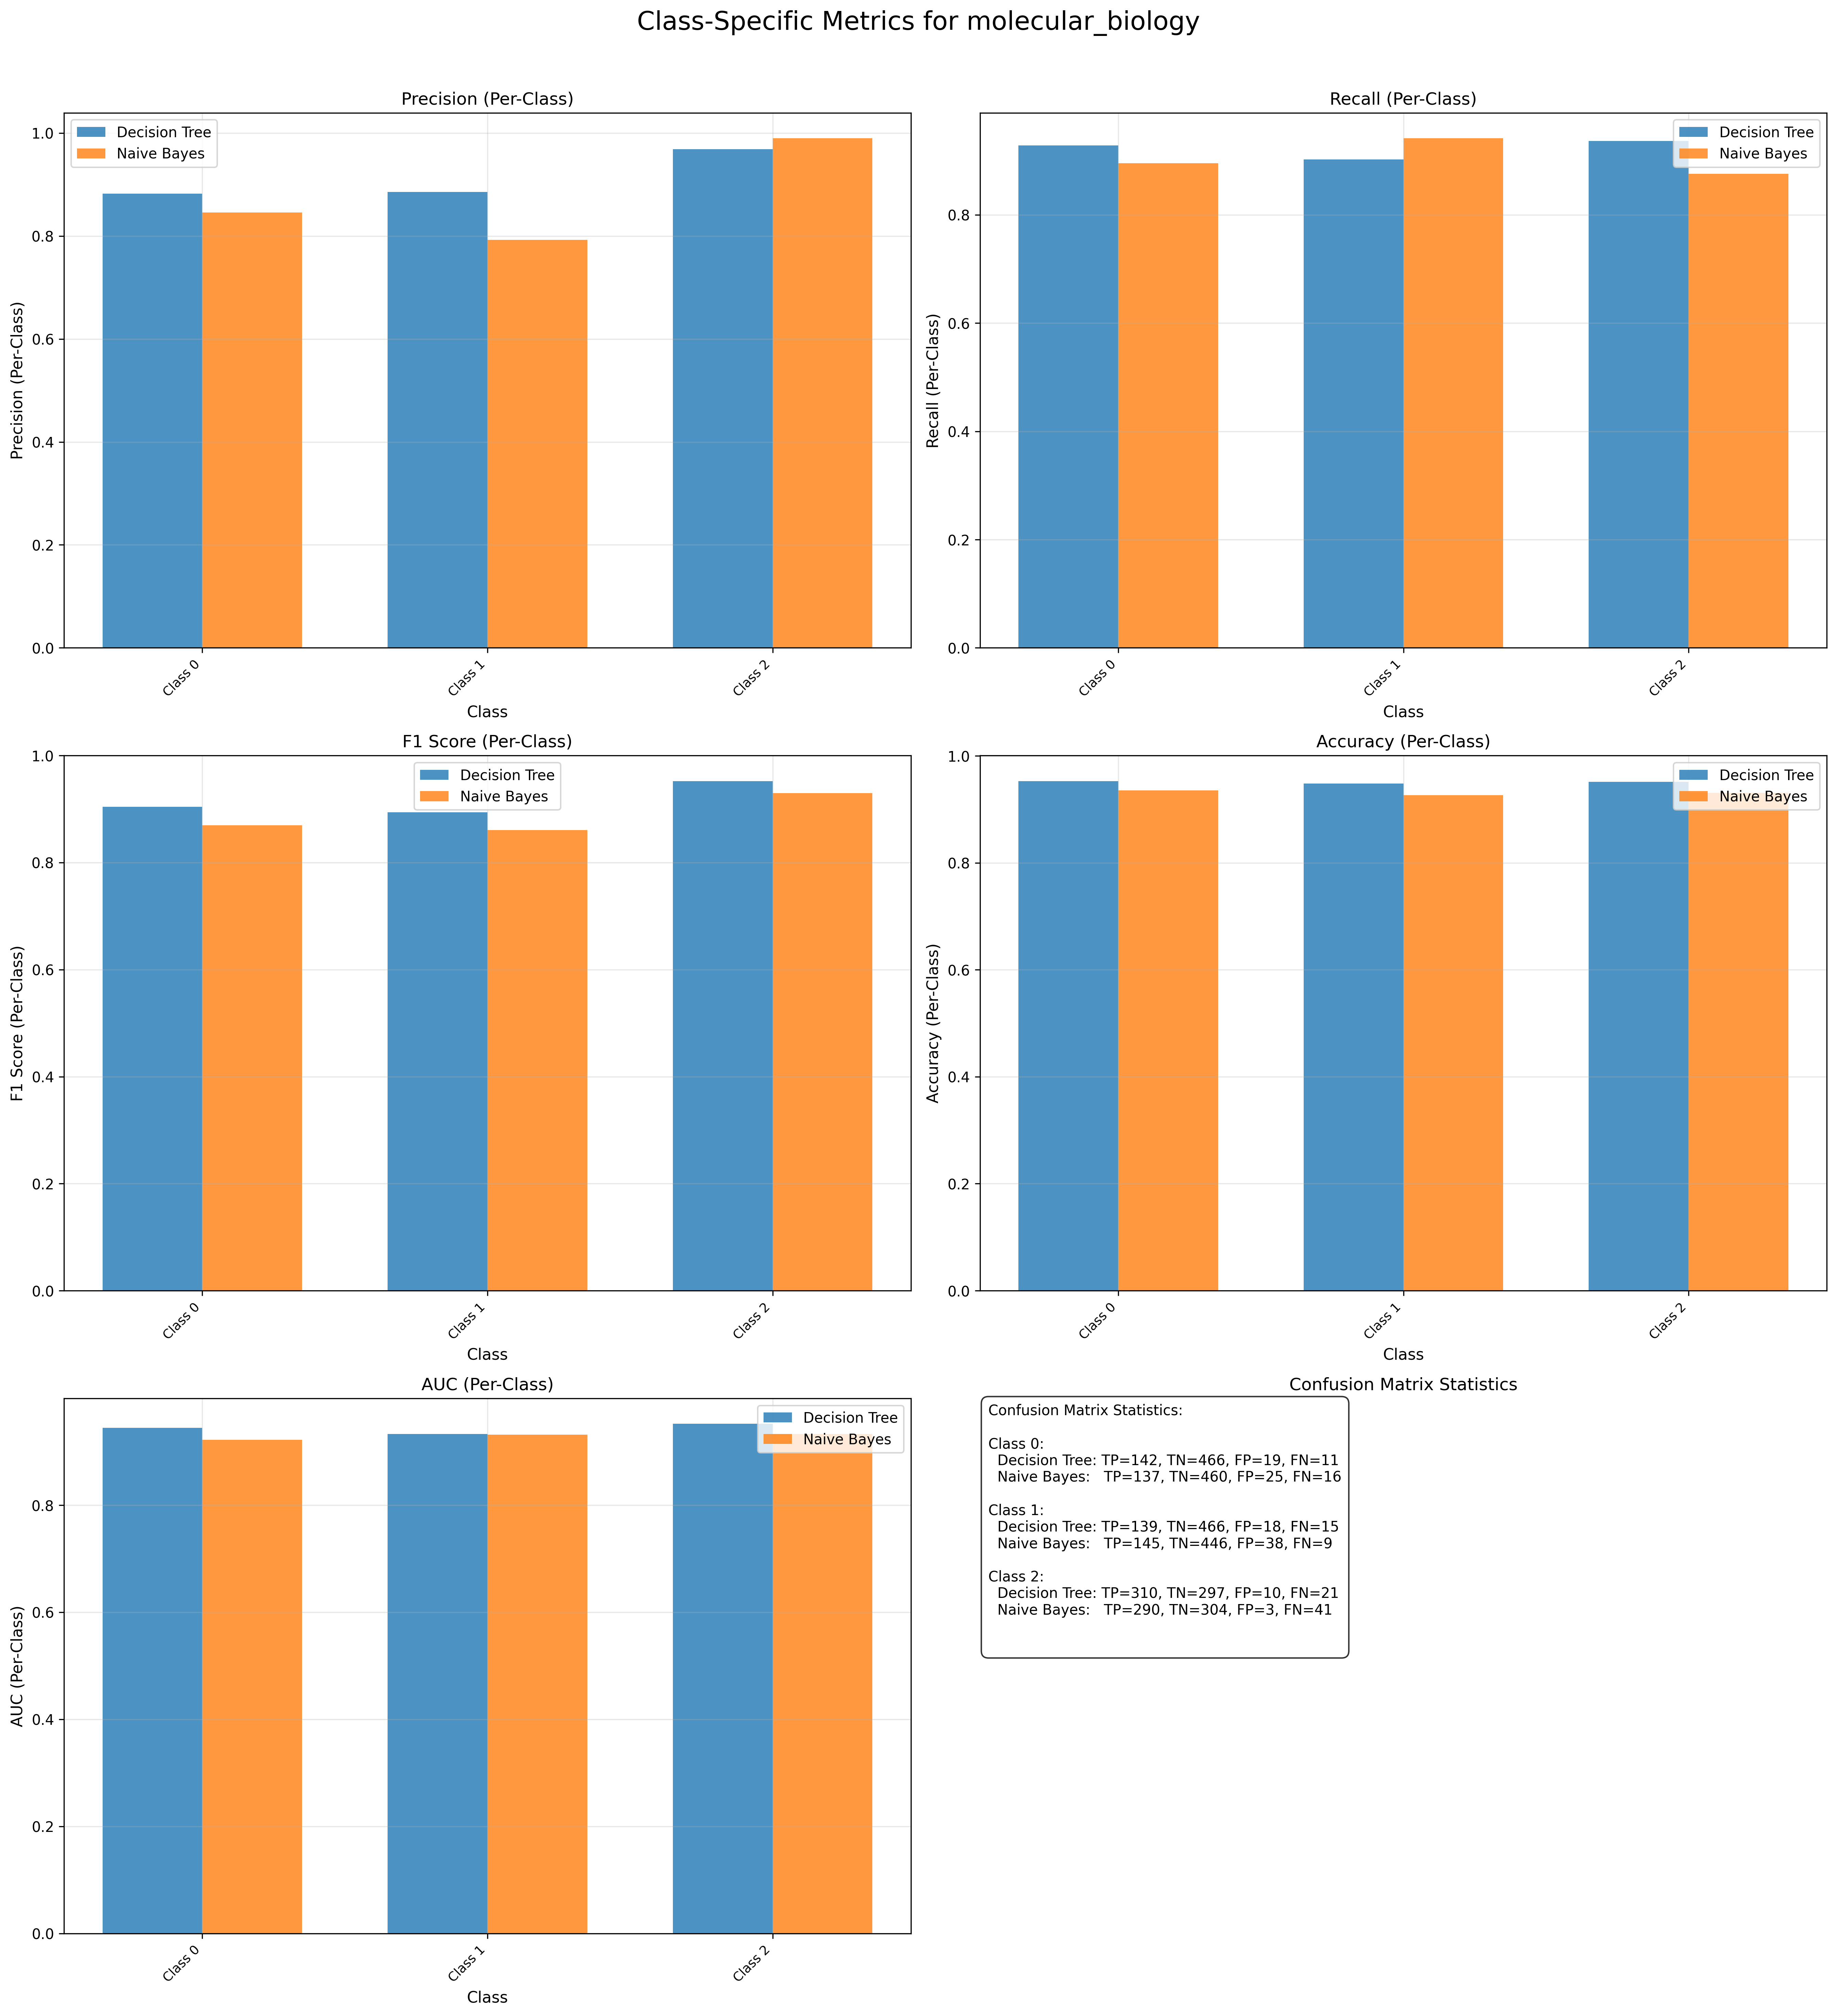 Class-Specific Metrics for molecular_biology
Precision (Per-Class)
Decision Tree
Naive Bayes
Precision (Per-Class)
1.0
0.8
0.6
0.4
0.2
0.0
Class 0
Class 1
Class 2
Class
Recall (Per-Class)
Decision Tree
Naive Bayes
Recall (Per-Class)
0.8
0.6
0.4
0.2
0.0
Class 0
Class 1
Class 2
Class
F1 Score (Per-Class)
Decision Tree
Naive Bayes
F1 Score (Per-Class)
1.0
0.8
0.6
0.4
0.2
0.0
Class 0
Class 1
Class 2
Class
Accuracy (Per-Class)
Decision Tree
Naive Bayes
Accuracy (Per-Class)
1.0
0.8
0.6
0.4
0.2
0.0
Class 0
Class 1
Class 2
Class
AUC (Per-Class)
Decision Tree
Naive Bayes
AUC (Per-Class)
0.8
0.6
0.4
0.2
0.0
Class 0
Class 1
Class 2
Class
Confusion Matrix Statistics
Confusion Matrix Statistics:
Class 0:
Decision Tree: TP=142, TN=466, FP=19, FN=11
Naive Bayes: TP=137, TN=460, FP=25, FN=16
Class 1:
Decision Tree: TP=139, TN=466, FP=18, FN=15
Naive Bayes: TP=145, TN=446, FP=38, FN=9
Class 2:
Decision Tree: TP=310, TN=297, FP=10, FN=21
Naive Bayes: TP=290, TN=304, FP=3, FN=41